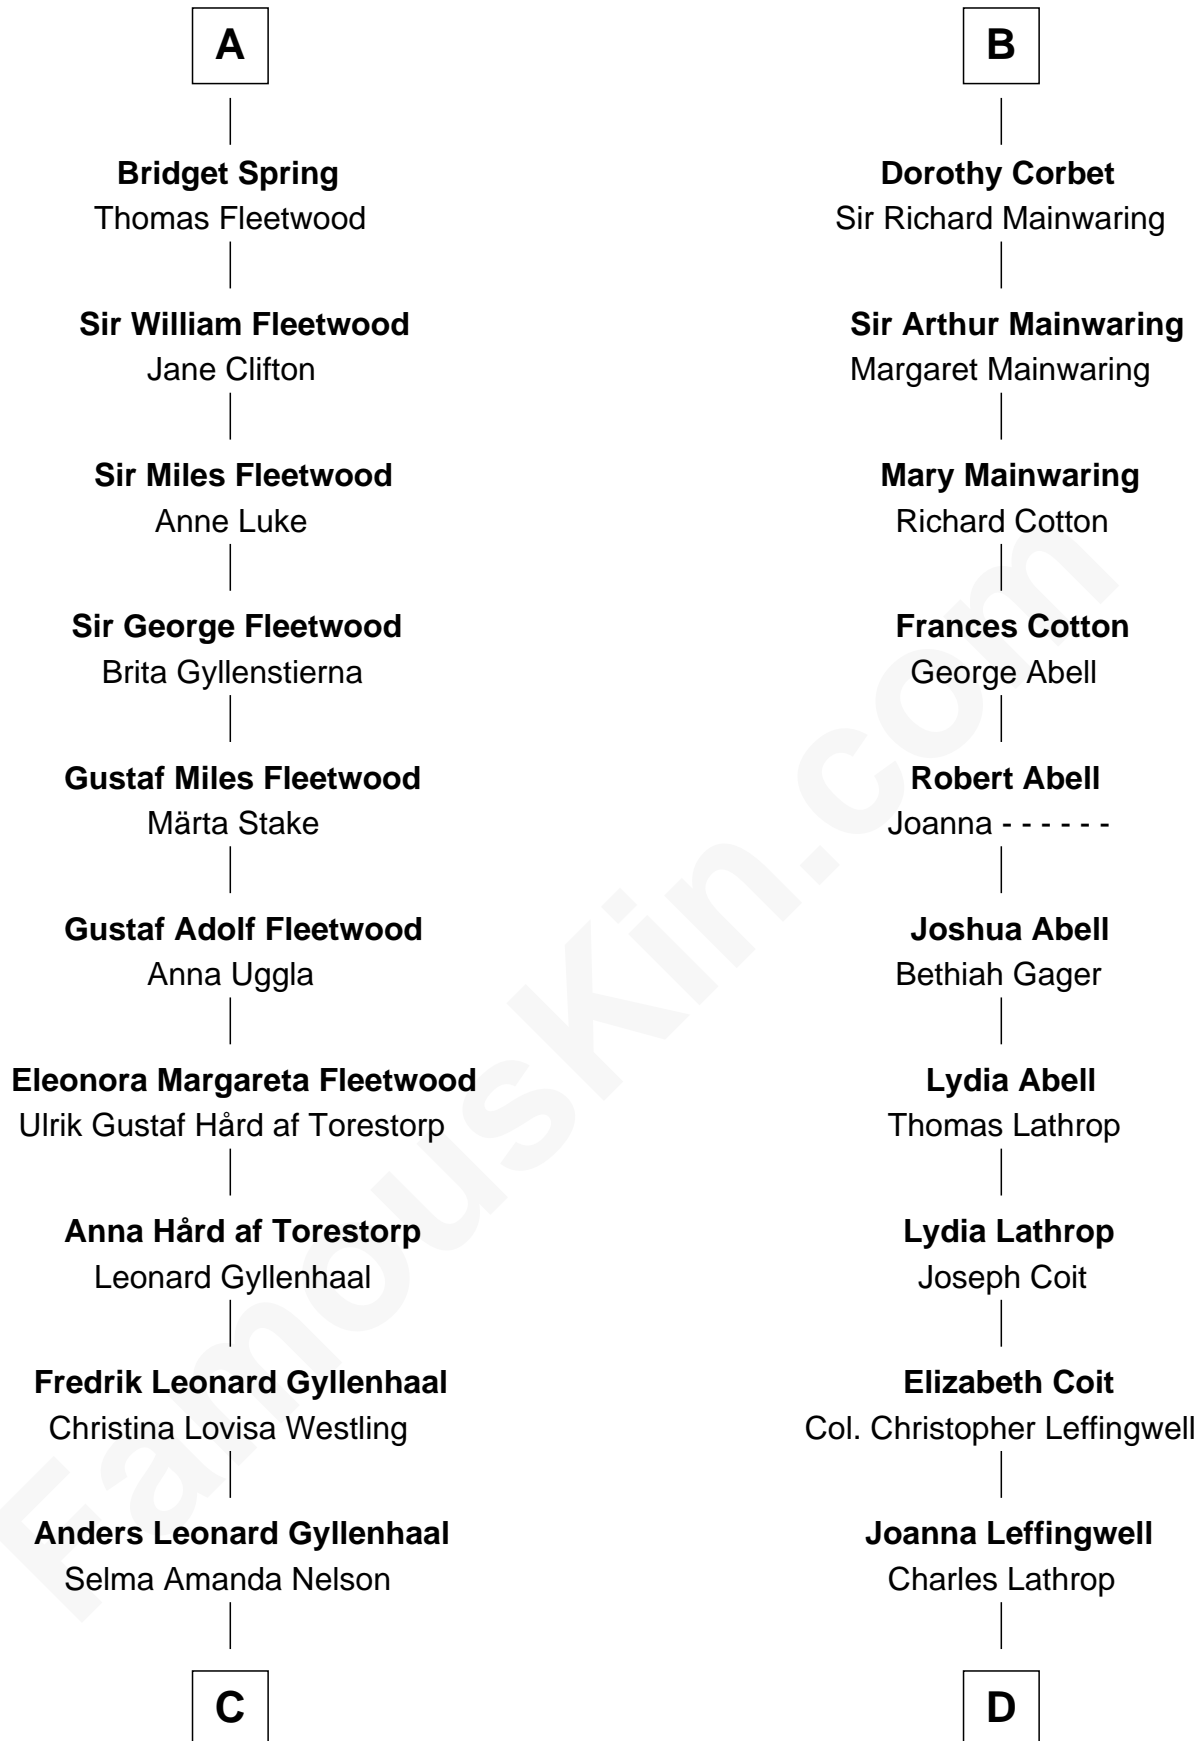 A
Bridget Spring
Thomas Fleetwood
Sir William Fleetwood
Jane Clifton
Sir Miles Fleetwood
Anne Luke
Sir George Fleetwood
Brita Gyllenstierna
Gustaf Miles Fleetwood
Märta Stake
Gustaf Adolf Fleetwood
Anna Uggla
Eleonora Margareta Fleetwood
Ulrik Gustaf Hård af Torestorp
Anna Hård af Torestorp
Leonard Gyllenhaal
Fredrik Leonard Gyllenhaal
Christina Lovisa Westling
Anders Leonard Gyllenhaal
Selma Amanda Nelson
C
B
Dorothy Corbet
Sir Richard Mainwaring
Sir Arthur Mainwaring
Margaret Mainwaring
Mary Mainwaring
Richard Cotton
Frances Cotton
George Abell
Robert Abell
Joanna - - - - - -
Joshua Abell
Bethiah Gager
Lydia Abell
Thomas Lathrop
Lydia Lathrop
Joseph Coit
Elizabeth Coit
Col. Christopher Leffingwell
Joanna Leffingwell
Charles Lathrop
D
FamousKin.com